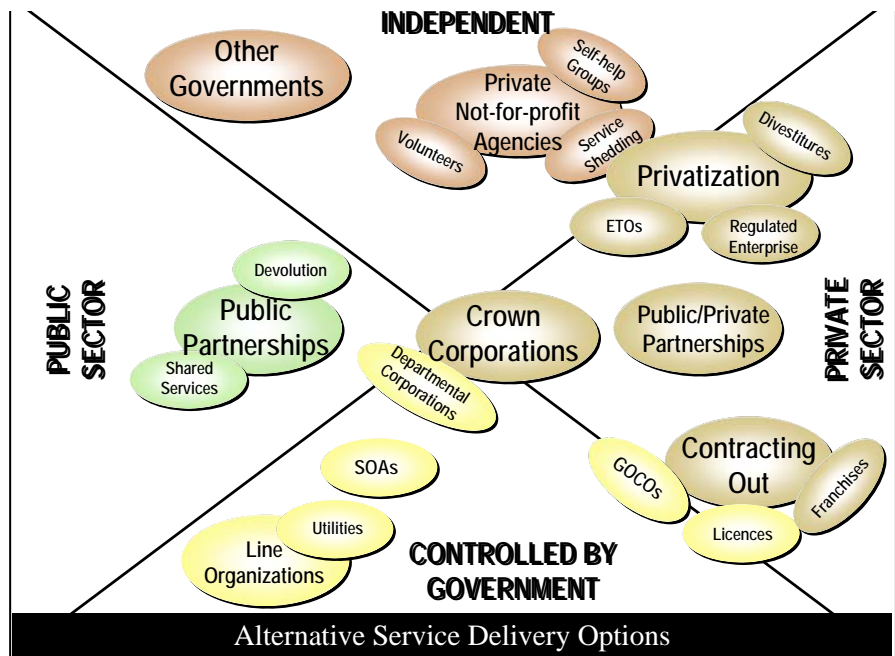 INDEPENDENT
Other
Governments
Self-help
Groups
Private
Not-for-profit
Agencies
Volunteers
Service
Shedding
Divestitures
Privatization
ETOs
Regulated
Enterprise
PUBLIC
SECTOR
Devolution
Public
Partnerships
Shared
Services
Crown
Corporations
Departmental
Corporations
Public/Private
Partnerships
PRIVATE
SECTOR
SOAs
Utilities
Line
Organizations
GOCOs
Contracting
Out
Franchises
Licences
CONTROLLED BY
GOVERNMENT
Alternative Service Delivery Options